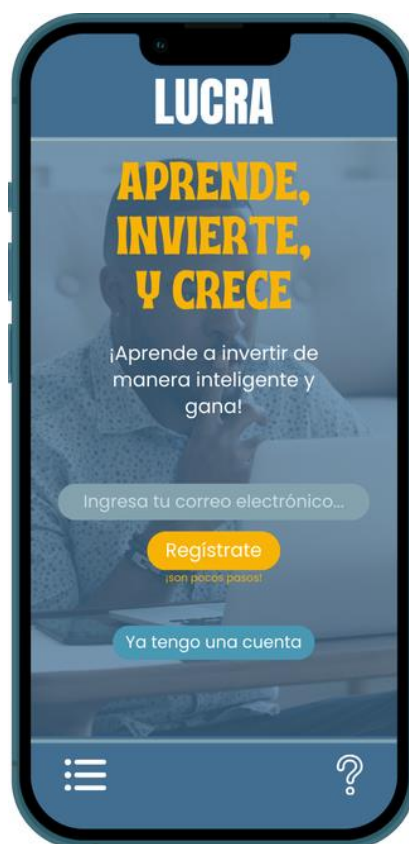 LUCRA
APRENDE,
INVIERTE,
Y CRECE
¡Aprende a invertir de
manera inteligente y
gana!
Ingresa tu correo electrónico...
Regístrate
¡son pocos pasos!
Ya tengo una cuenta
?